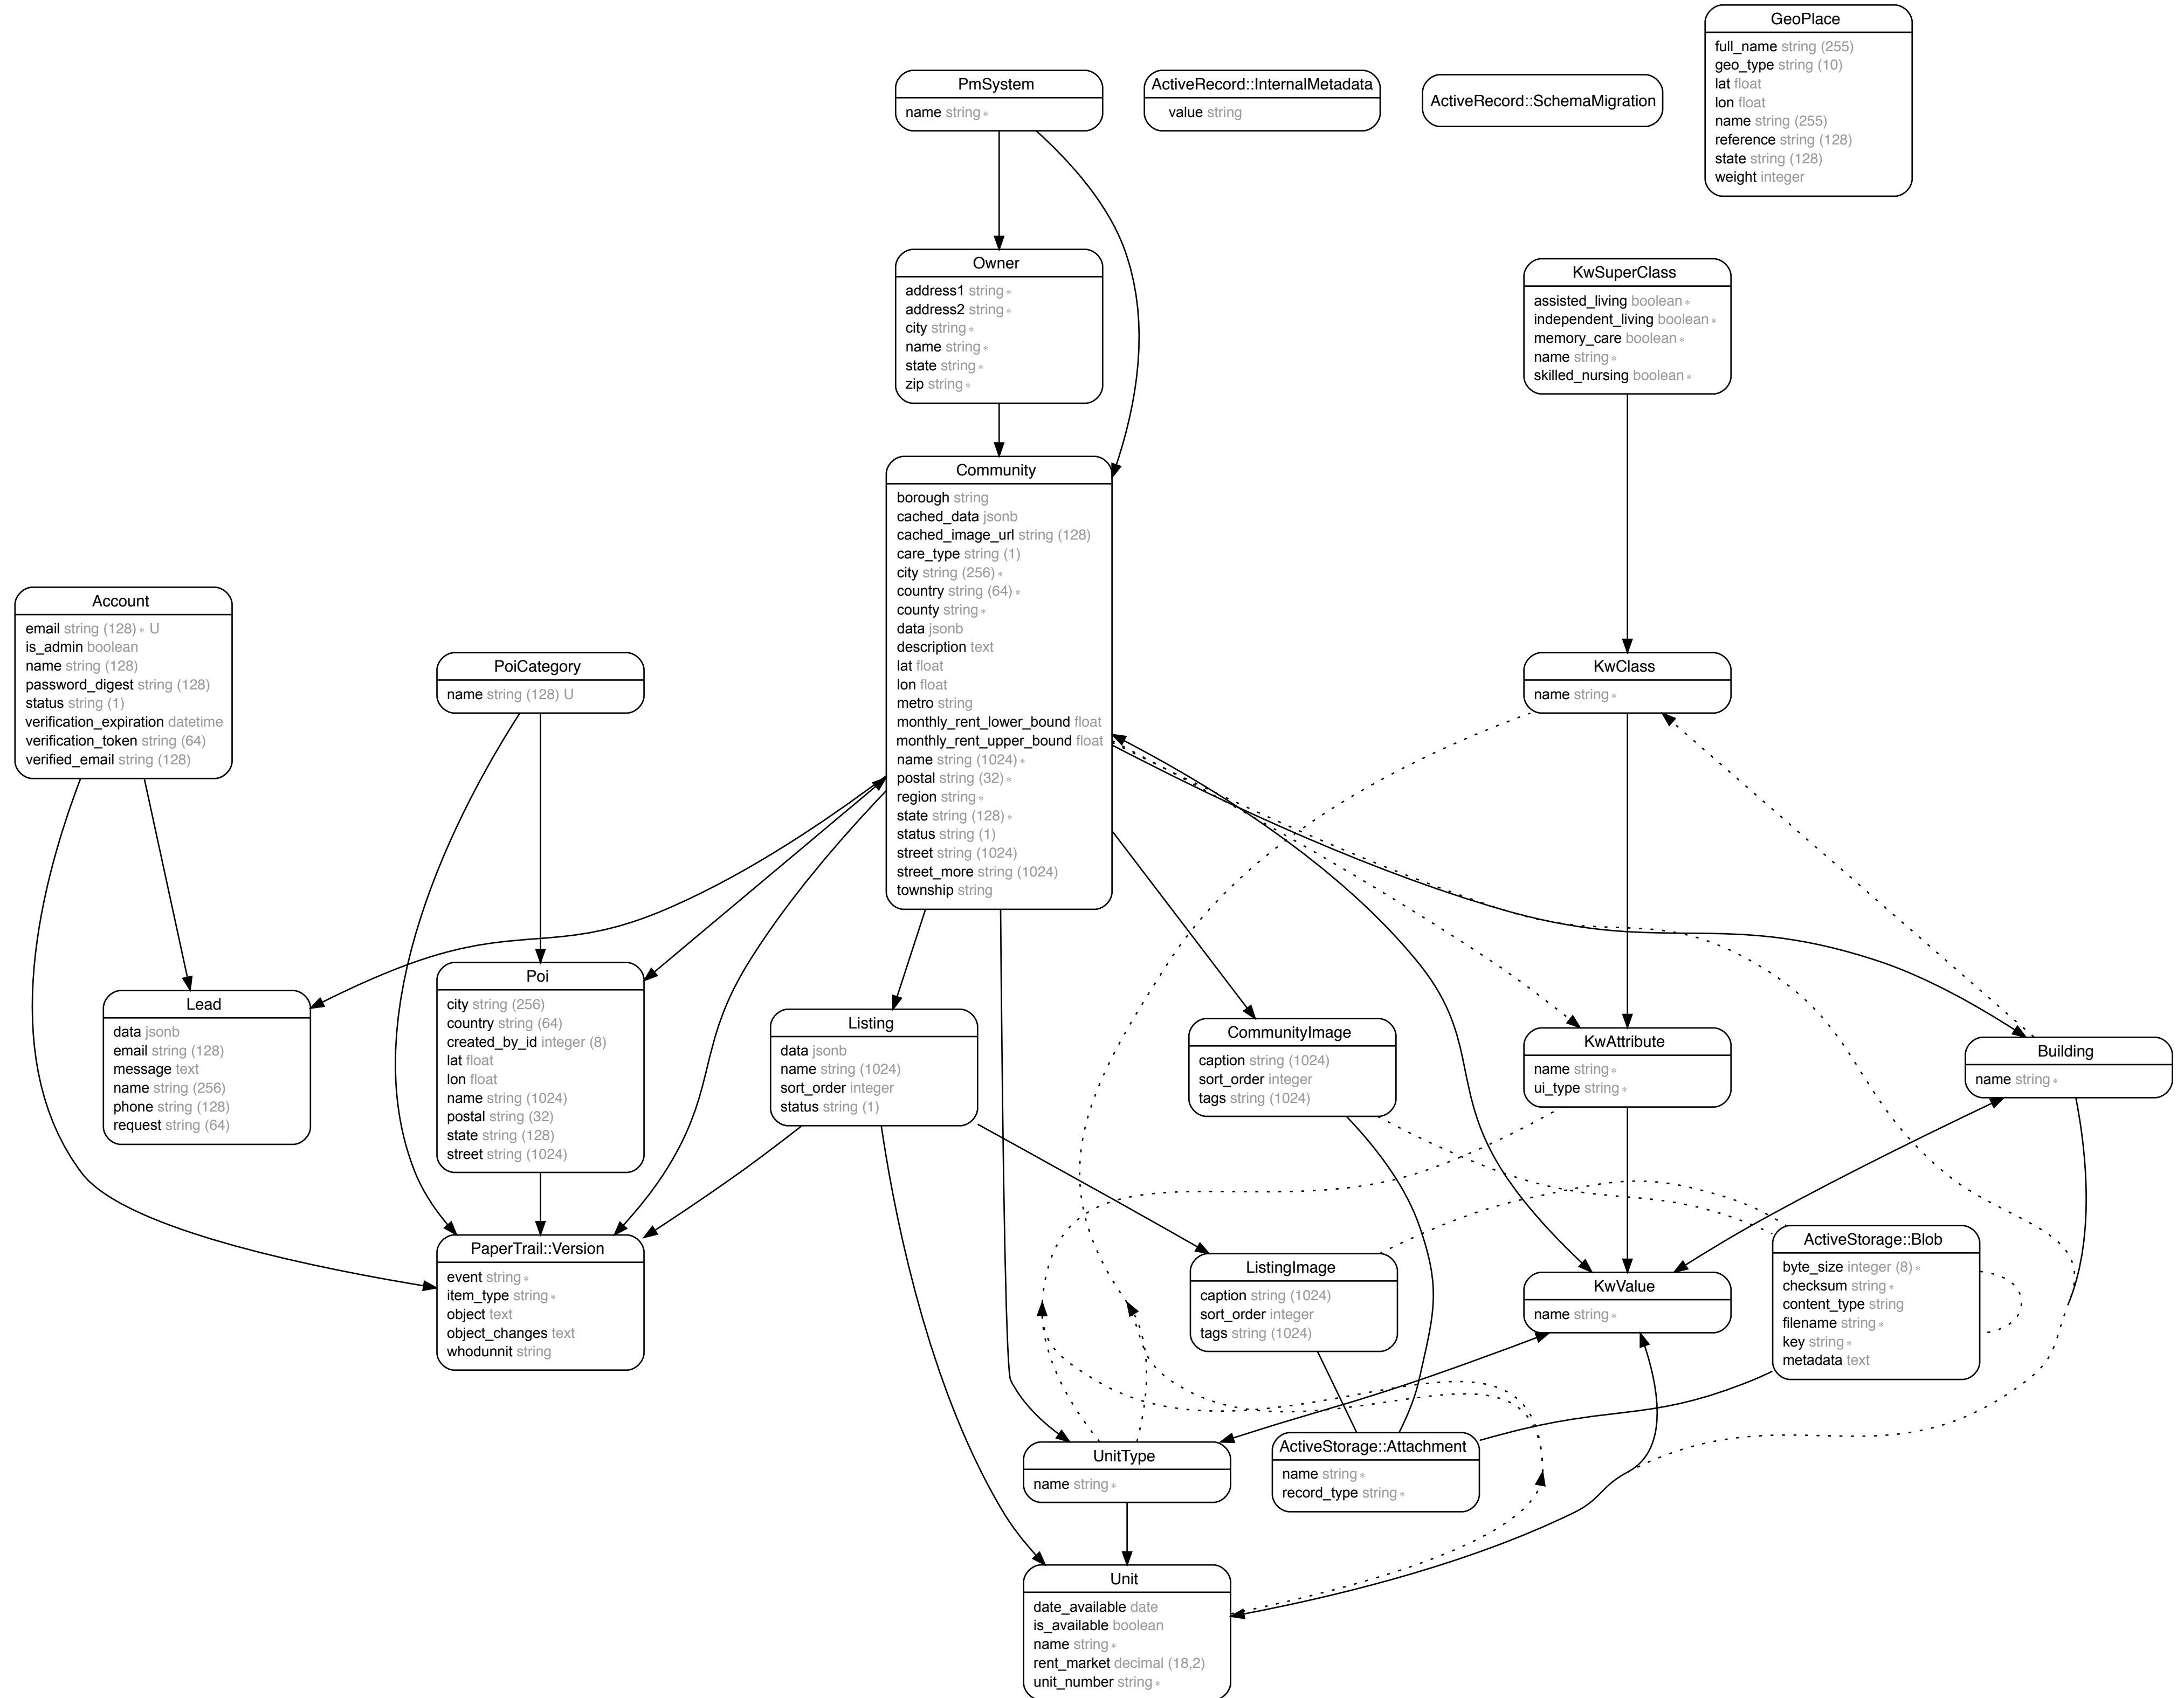 GeoPlace
full_name string (255)
geo_type string (10)
lat float
lon float
name string (255)
reference string (128)
state string (128)
weight integer
PmSystem
name string *
ActiveRecord::InternalMetadata
value string
ActiveRecord::SchemaMigration
Owner
address1 string *
address2 string *
city string *
name string *
state string *
zip string *
KwSuperClass
assisted_living boolean *
independent_living boolean *
memory_care boolean *
name string *
skilled_nursing boolean *
Community
borough string
cached_data jsonb
cached_image_url string (128)
care_type string (1)
city string (256) *
country string (64) *
county string *
data jsonb
description text
lat float
lon float
metro string
monthly_rent_lower_bound float
monthly_rent_upper_bound float
name string (1024) *
postal string (32) *
region string *
state string (128) *
status string (1)
street string (1024)
street_more string (1024)
township string
Account
email string (128) * U
is_admin boolean
name string (128)
password_digest string (128)
status string (1)
verification_expiration datetime
verification_token string (64)
verified_email string (128)
PoiCategory
name string (128) U
KwClass
name string *
Lead
data jsonb
email string (128)
message text
name string (256)
phone string (128)
request string (64)
Poi
city string (256)
country string (64)
created_by_id integer (8)
lat float
lon float
name string (1024)
postal string (32)
state string (128)
street string (1024)
Listing
data jsonb
name string (1024)
sort_order integer
status string (1)
CommunityImage
caption string (1024)
sort_order integer
tags string (1024)
KwAttribute
name string *
ui_type string *
Building
name string *
PaperTrail::Version
event string *
item_type string *
object text
object_changes text
whodunnit string
ListingImage
caption string (1024)
sort_order integer
tags string (1024)
KwValue
name string *
ActiveStorage::Blob
byte_size integer (8) *
checksum string *
content_type string
filename string *
key string *
metadata text
UnitType
name string *
ActiveStorage::Attachment
name string *
record_type string *
Unit
date_available date
is_available boolean
name string *
rent_market decimal (18,2)
unit_number string *